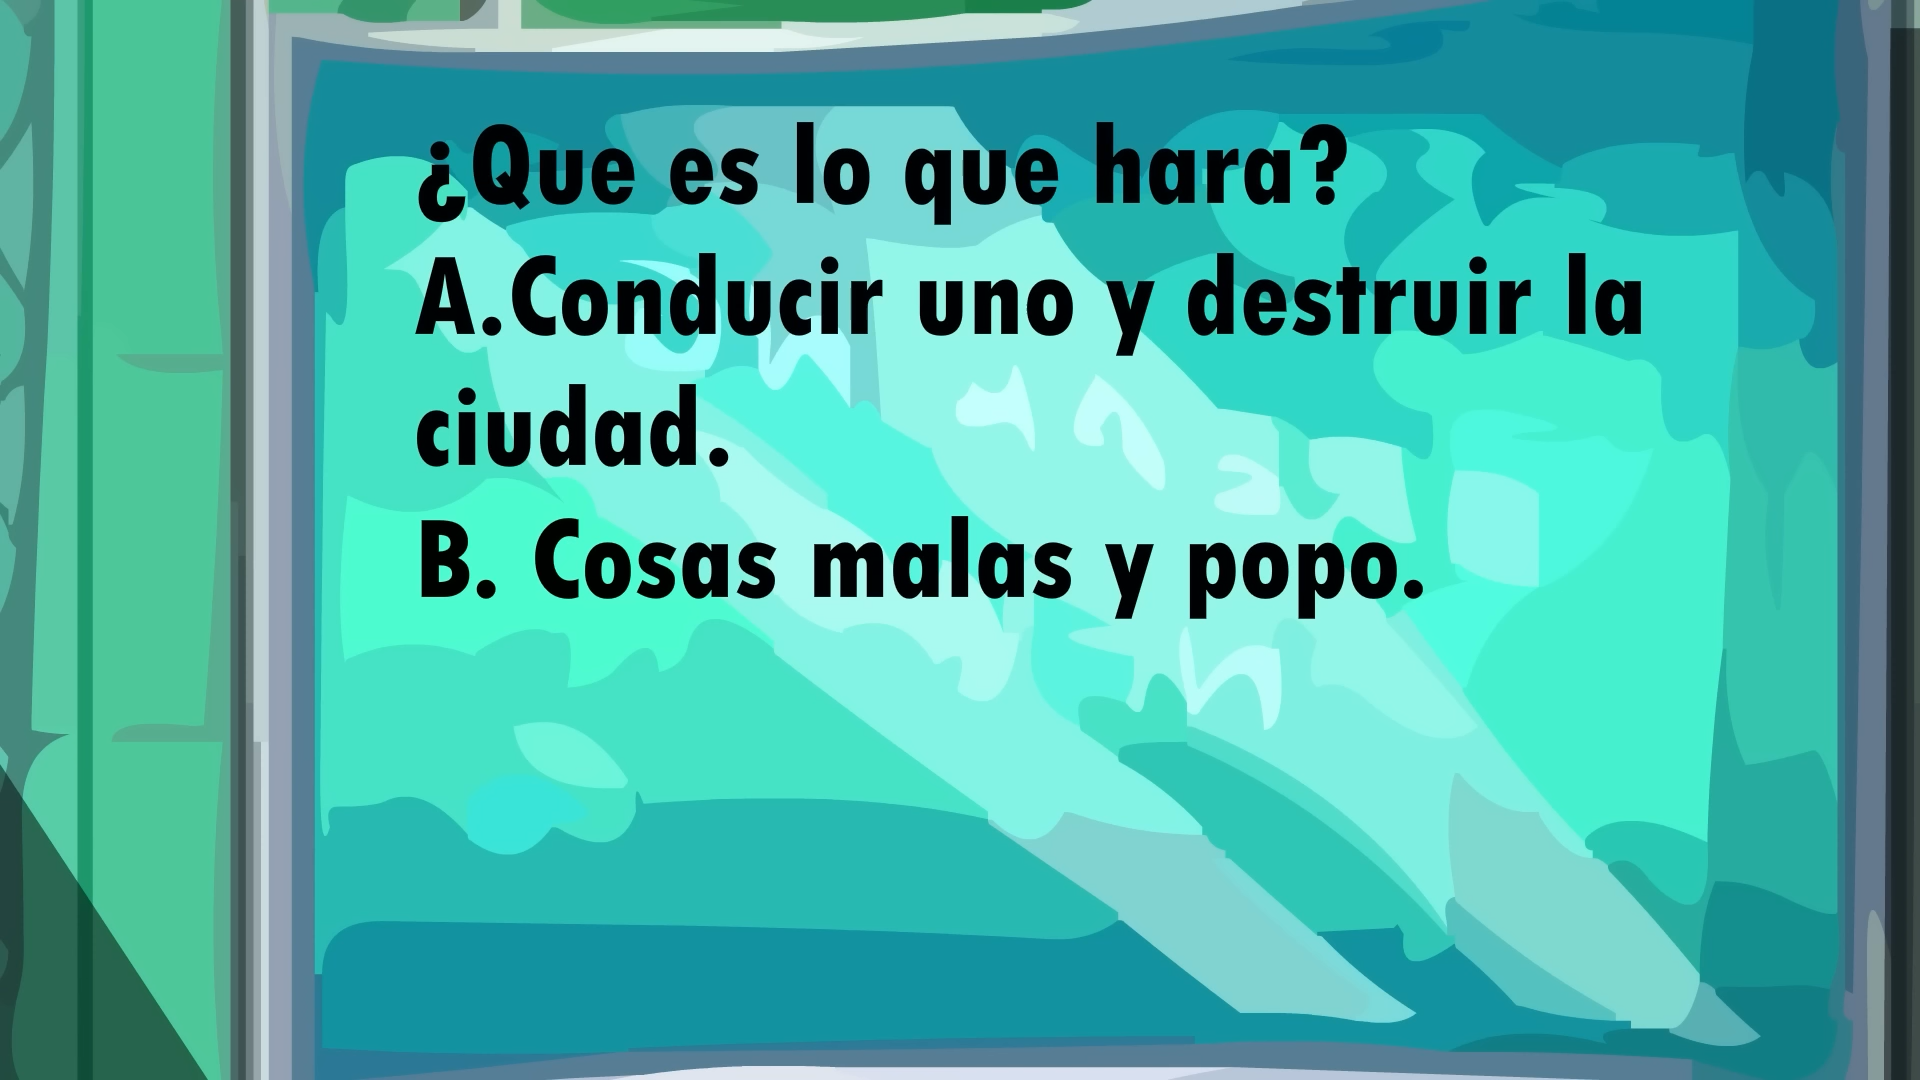 ¿Que es lo que hara?
A.Conducir uno y destruir la
ciudad.
B. Cosas malas y popo.